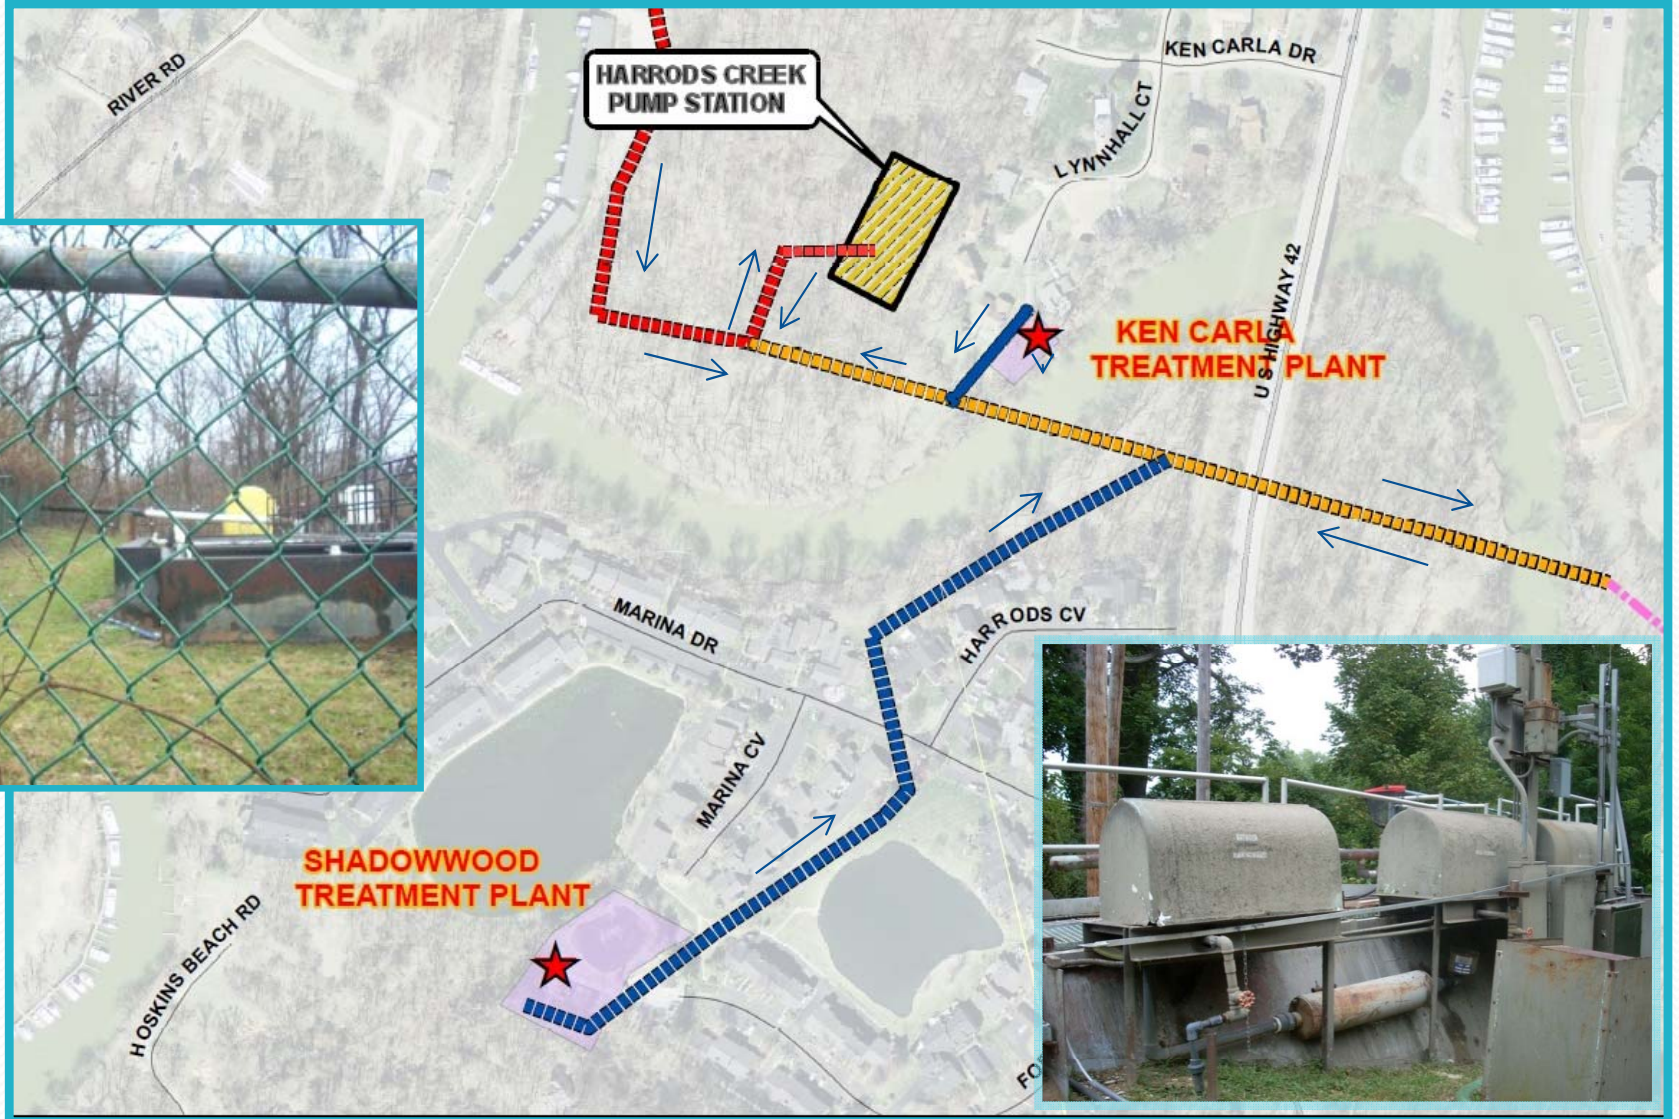 RIVER RD
HARRODS CREEK
PUMP STATION
KEN CARLA DR
LYNNHALL CT
U S HIGHWAY 42
KEN CARLA
TREATMENT PLANT
MARINA DR
HARRODS CV
MARINA CV
SHADOWWOOD
TREATMENT PLANT
HOSKINS BEACH RD
FO